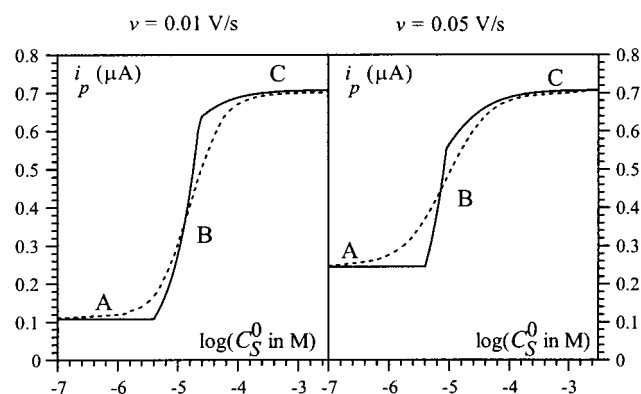 v = 0.01 V/s
v = 0.05 V/s
0.8
0.7
0.6
0.5
0.4
0.3
0.2
0.1
0
i_p (μA)
C
B
A
log(C_S^0 in M)
-7 -6 -5 -4 -3
i_p (μA)
C
B
A
log(C_S^0 in M)
-7 -6 -5 -4 -3
0.8
0.7
0.6
0.5
0.4
0.3
0.2
0.1
0